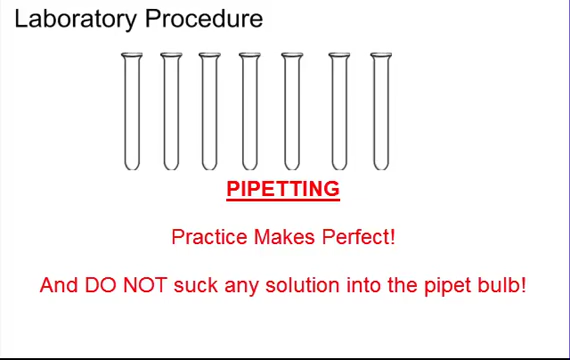 Laboratory Procedure
PIPETTING
Practice Makes Perfect!
And DO NOT suck any solution into the pipet bulb!